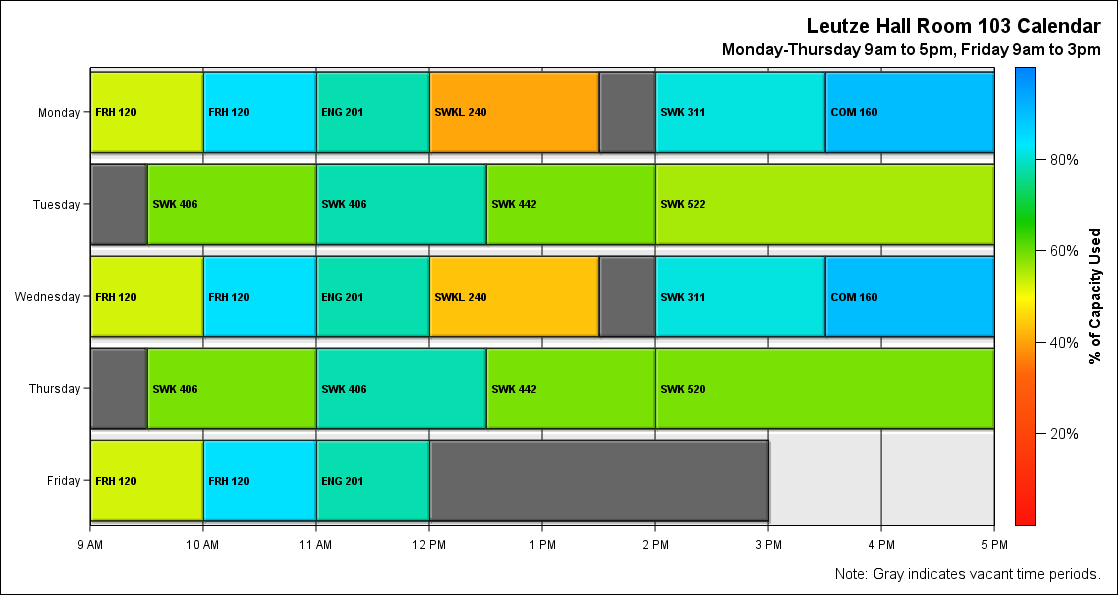 Leutze Hall Room 103 Calendar
Monday-Thursday 9am to 5pm, Friday 9am to 3pm
Monday
FRH 120
FRH 120
ENG 201
SWKL 240
SWK 311
COM 160
Tuesday
SWK 406
SWK 406
SWK 442
SWK 522
Wednesday
FRH 120
FRH 120
ENG 201
SWKL 240
SWK 311
COM 160
Thursday
SWK 406
SWK 406
SWK 442
SWK 520
Friday
FRH 120
FRH 120
ENG 201
9 AM
10 AM
11 AM
12 PM
1 PM
2 PM
3 PM
4 PM
5 PM
80%
60%
40%
20%
% of Capacity Used
Note: Gray indicates vacant time periods.